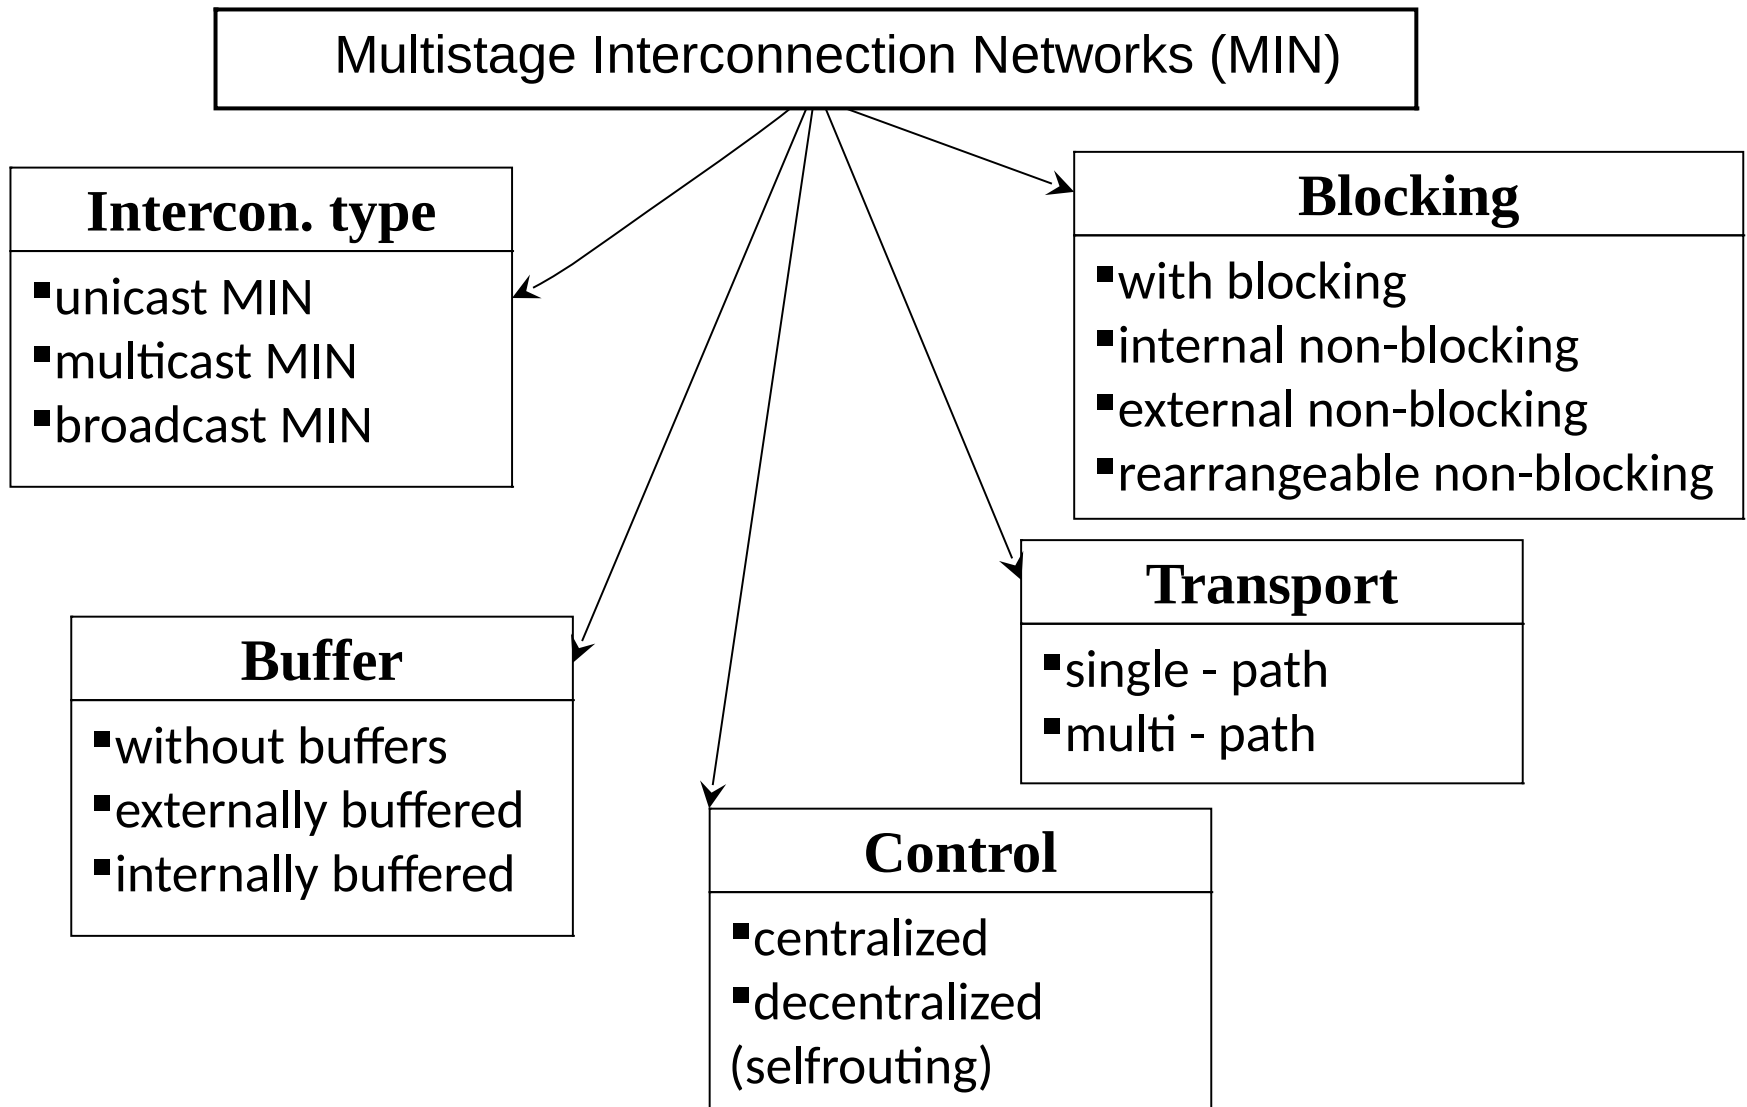 Multistage Interconnection Networks (MIN)
Intercon. type
▪unicast MIN
▪multicast MIN
▪broadcast MIN
Blocking
▪with blocking
▪internal non-blocking
▪external non-blocking
▪rearrangeable non-blocking
Buffer
▪without buffers
▪externally buffered
▪internally buffered
Transport
▪single - path
▪multi - path
Control
▪centralized
▪decentralized
(selfrouting)